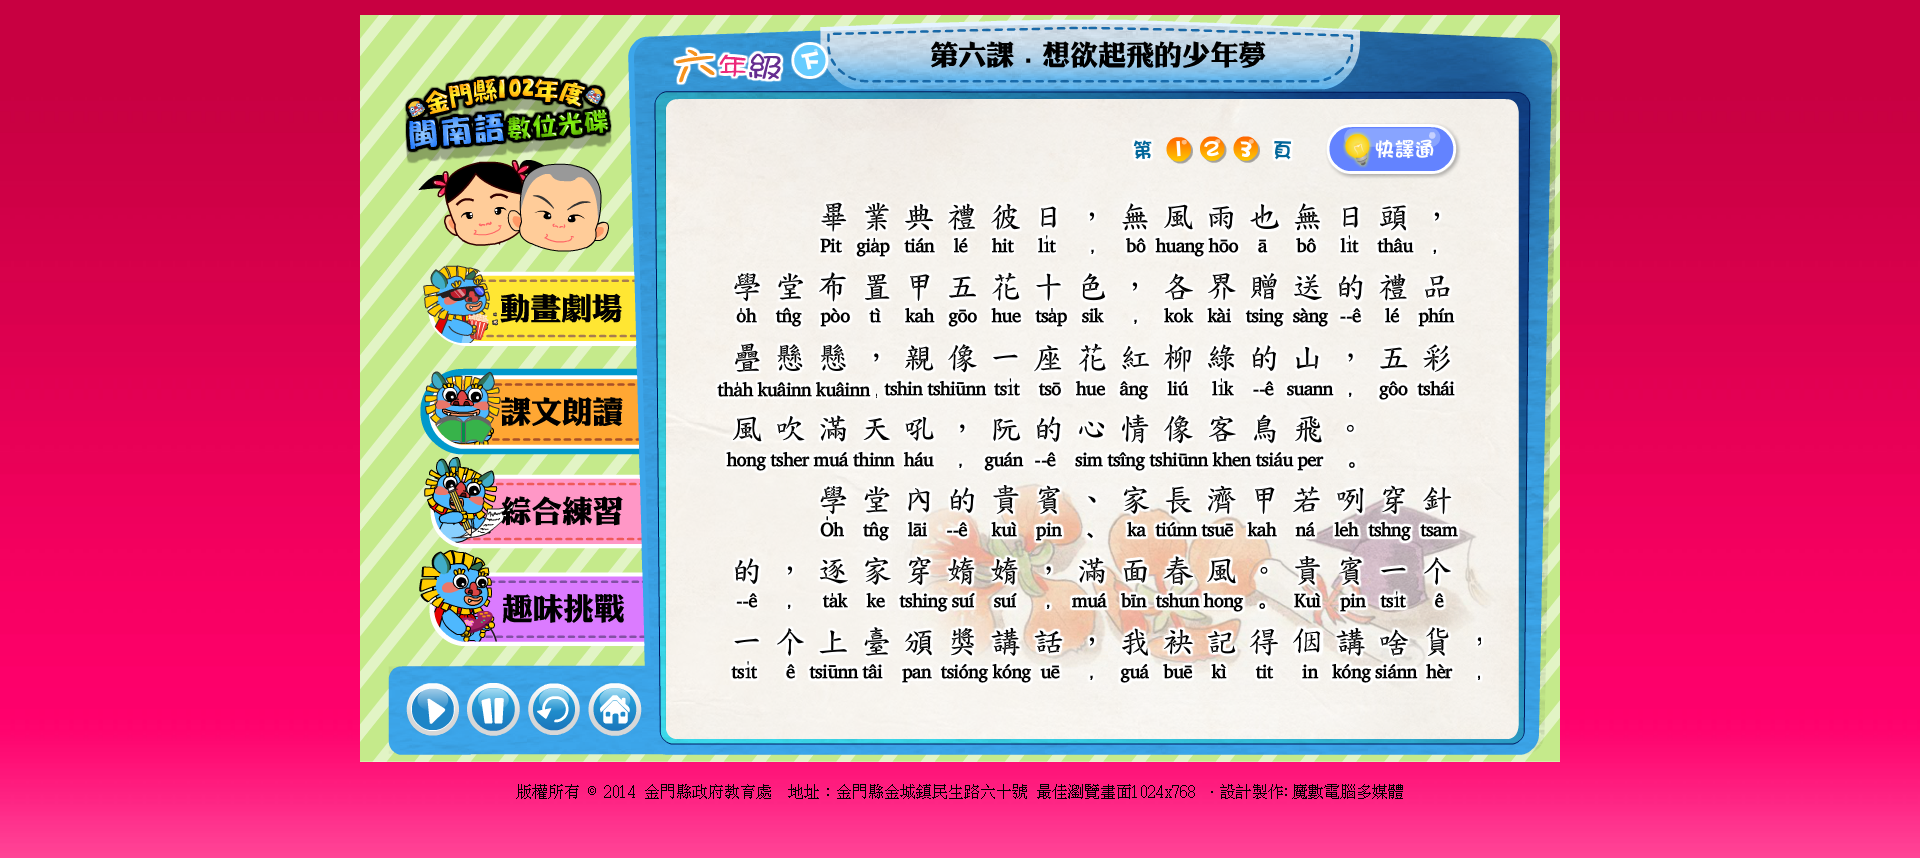 六年級 下
第六課．想欲起飛的少年夢
金門縣102年度
閩南語數位光碟
第 1 2 3 頁
快譯通
動畫劇場
課文朗讀
綜合練習
趣味挑戰
畢業典禮彼日，無風雨也無日頭，
Pit gia̍p tián lé hit li̍t , bô huang hōo ā bô li̍t thâu ,
學堂布置甲五花十色，各界贈送的禮品
o̍h tn̂g pòo tì kah gōo hue tsa̍p sik , kok kài tsing sàng --ê lé phín
疊懸懸，親像一座花紅柳綠的山，五彩
tha̍h kuâinn kuâinn , tshin tshiūnn tsi̍t tsō hue âng liú li̍k --ê suann , gôo tshái
風吹滿天吼，阮的心情像客鳥飛。
hong tsher muá thinn háu , guán --ê sim tsîng tshiūnn khen tsiáu per 。
學堂內的貴賓、家長濟甲若咧穿針
O̍h tn̂g lāi --ê kuì pin 、 ka tiúnn tsuē kah ná leh tshng tsam
的，逐家穿媠媠，滿面春風。貴賓一个
--ê , ta̍k ke tshing suí suí , muá bīn tshun hong 。 Kuì pin tsi̍t ê
一个上臺頒獎講話，我袂記得個講啥貨，
tsi̍t ê tsiūnn tâi pan tsióng kóng uē , guá buē kì tit in kóng siánn hèr ,
版權所有 © 2014 金門縣政府教育處 地址：金門縣金城鎮民生路六十號 最佳瀏覽畫面1024x768 ．設計製作:魔數電腦多媒體